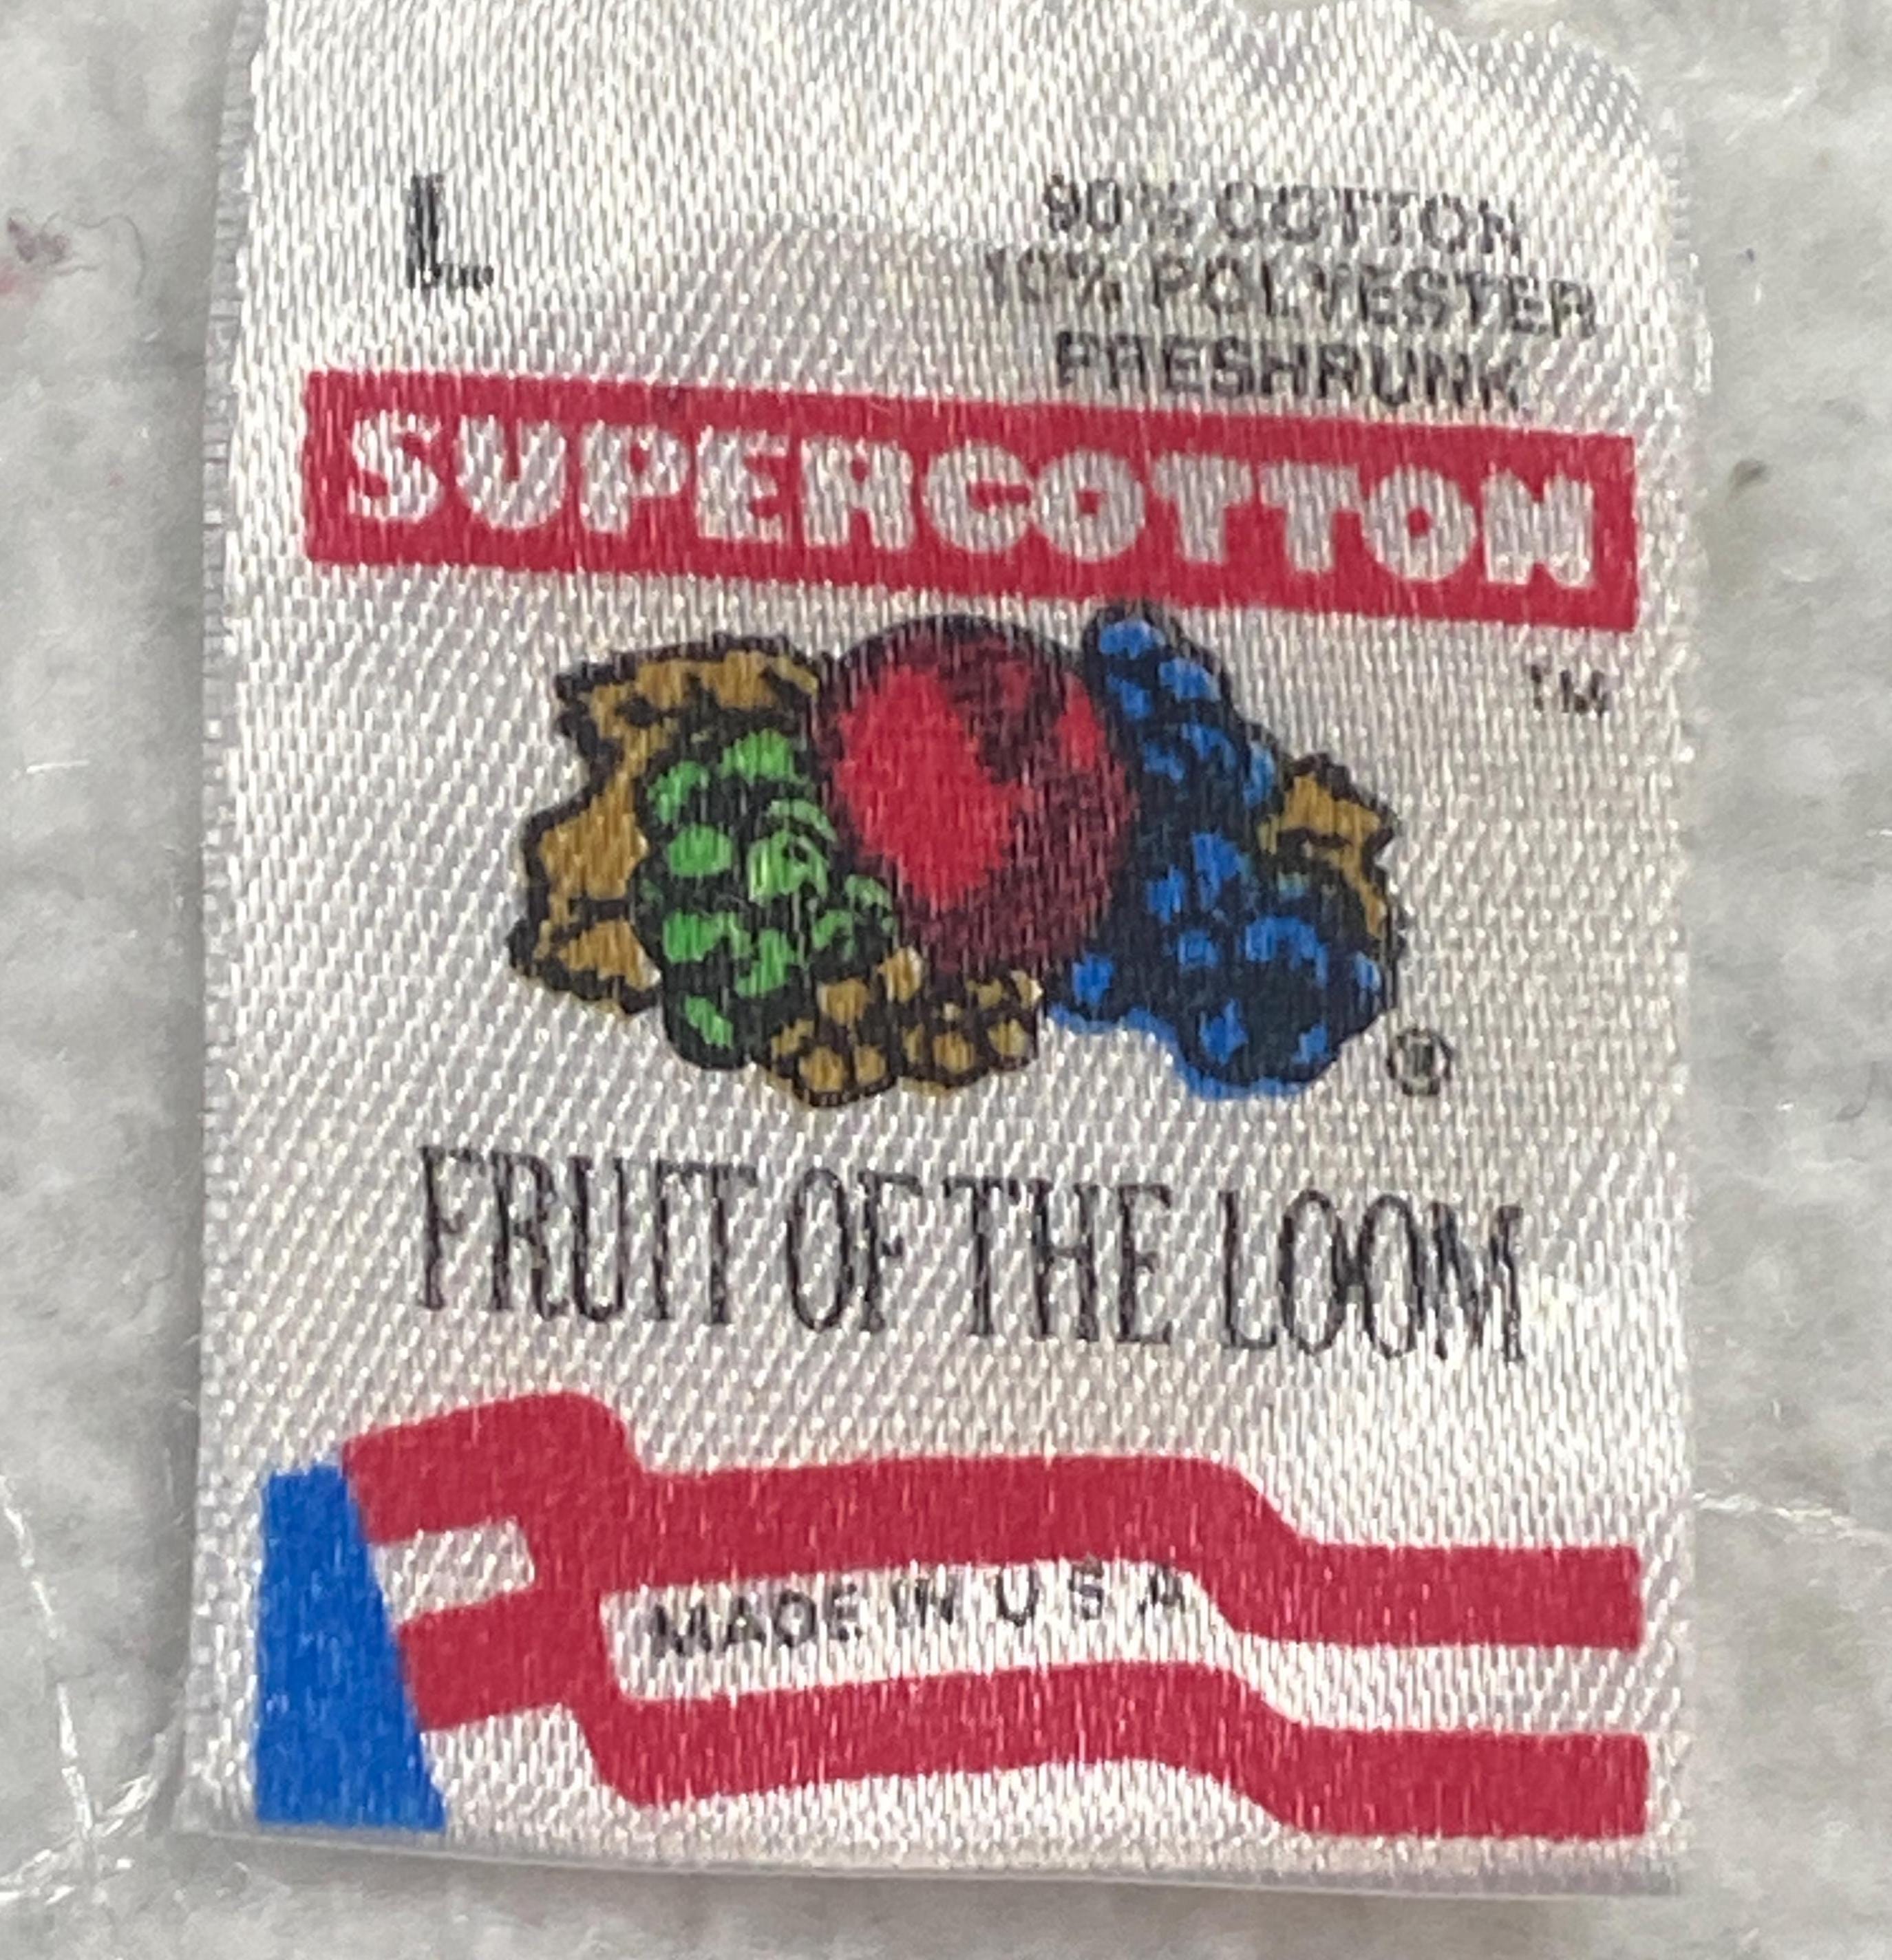 L
90% COTTON
10% POLYESTER
PRESHRUNK
SUPERCOTTON
TM
®
FRUIT OF THE LOOM
MADE IN U S A